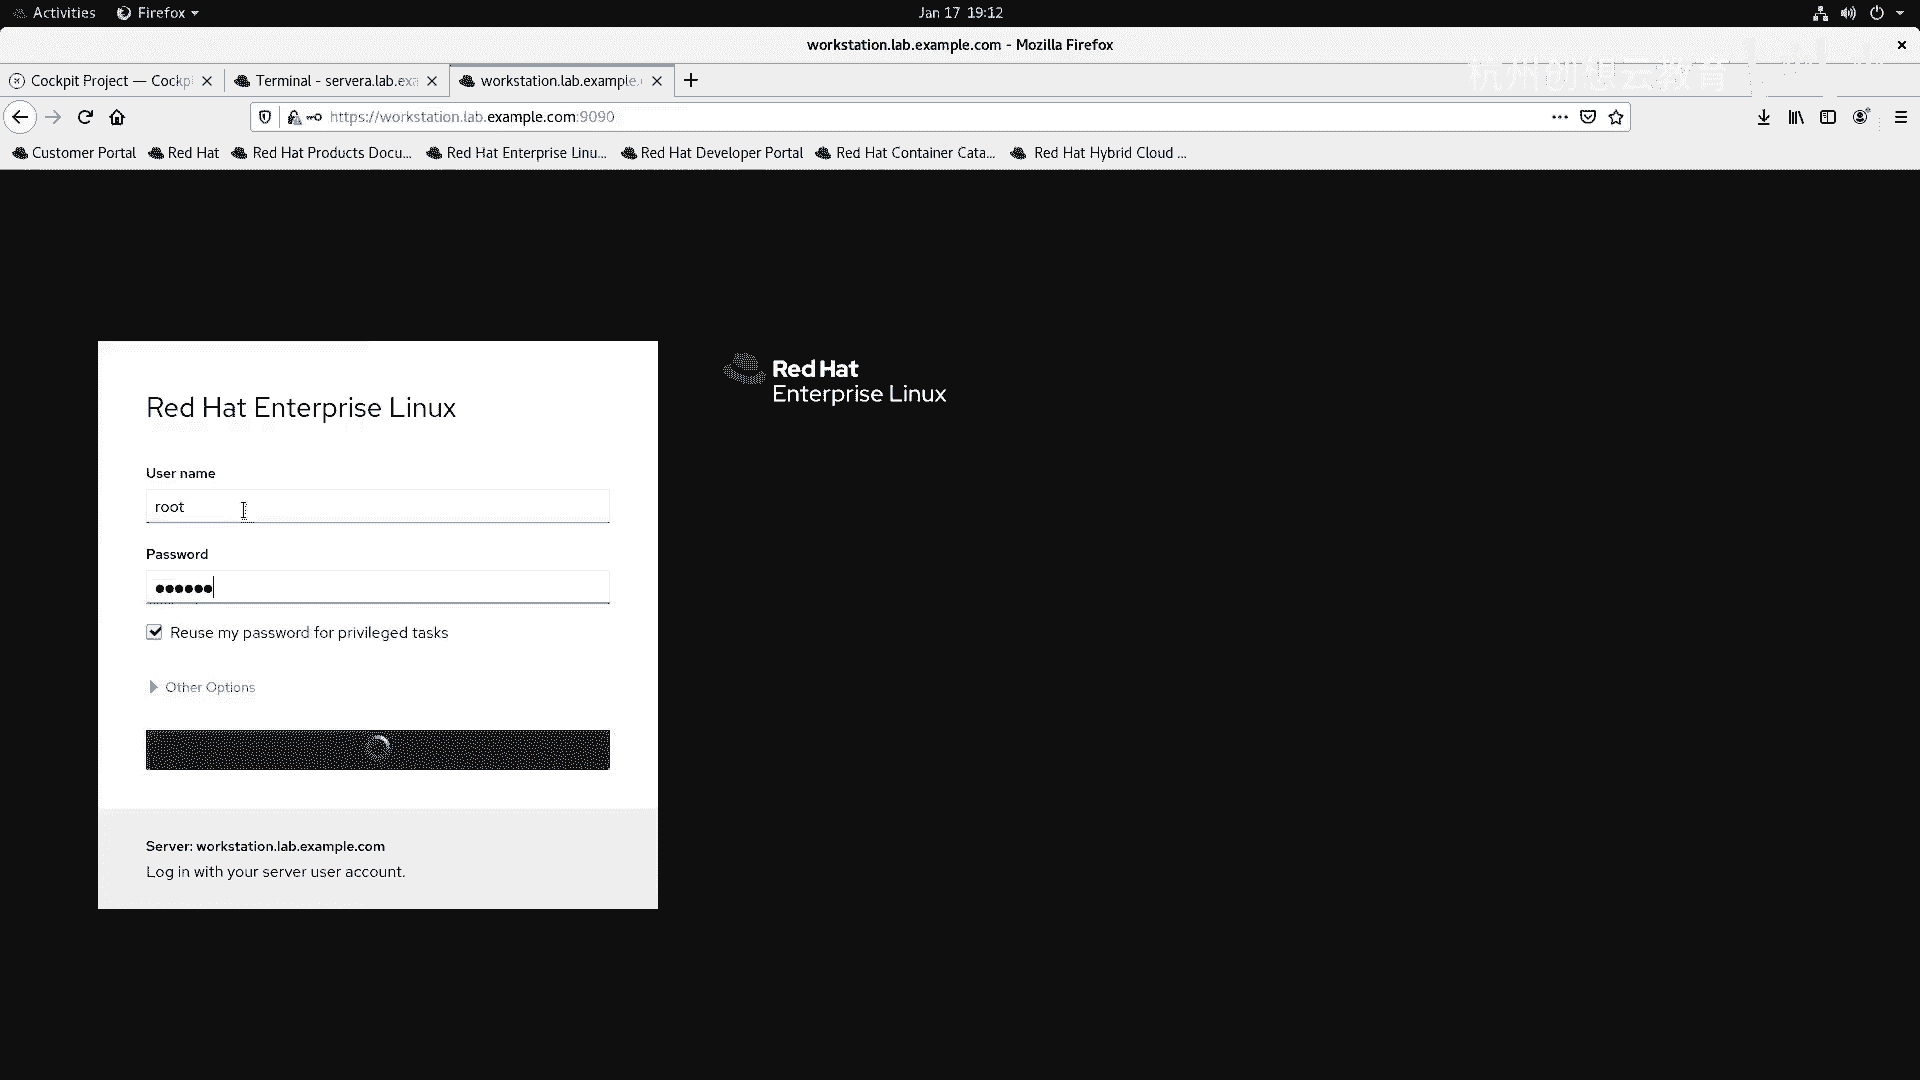 Activities
Firefox
Jan 17 19:12
workstation.lab.example.com - Mozilla Firefox
Cockpit Project — Cockp
Terminal - servera.lab.exa
workstation.lab.example.
杭州创想云教育
https://workstation.lab.example.com:9090
Customer Portal
Red Hat
Red Hat Products Docu...
Red Hat Enterprise Linu...
Red Hat Developer Portal
Red Hat Container Cata...
Red Hat Hybrid Cloud ...
Red Hat Enterprise Linux
User name
root
Password
Reuse my password for privileged tasks
Other Options
Server: workstation.lab.example.com
Log in with your server user account.
Red Hat
Enterprise Linux